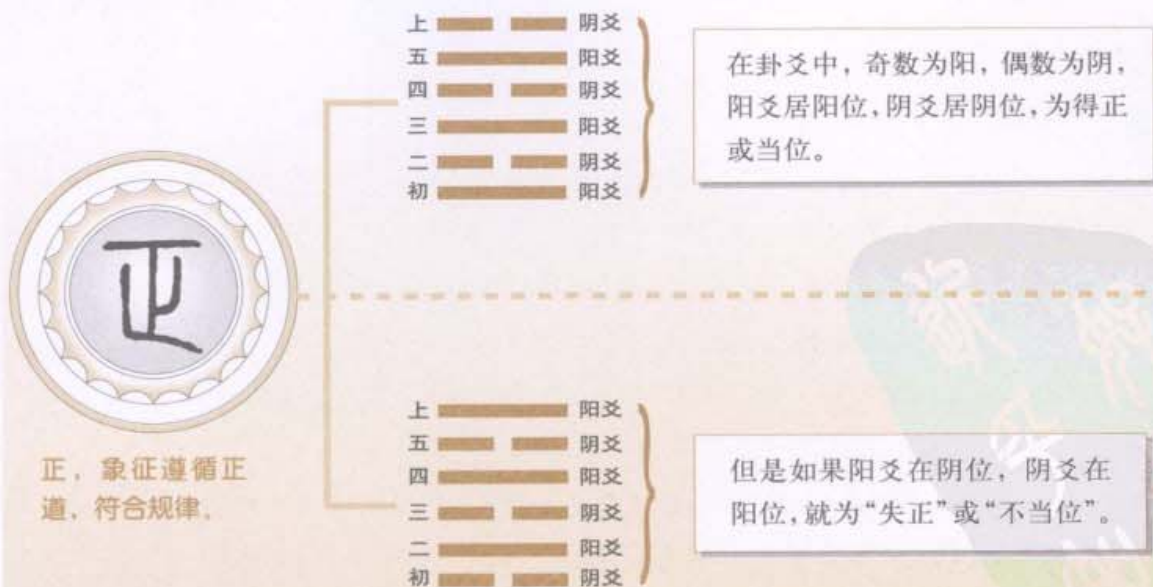 上 阴爻
五 阳爻
四 阴爻
三 阳爻
二 阴爻
初 阳爻
在卦爻中，奇数为阳，偶数为阴，
阳爻居阳位，阴爻居阴位，为得正
或当位。
正
正，象征遵循正
道，符合规律。
上 阳爻
五 阴爻
四 阳爻
三 阴爻
二 阳爻
初 阴爻
但是如果阳爻在阴位，阴爻在
阳位，就为“失正”或“不当位”。